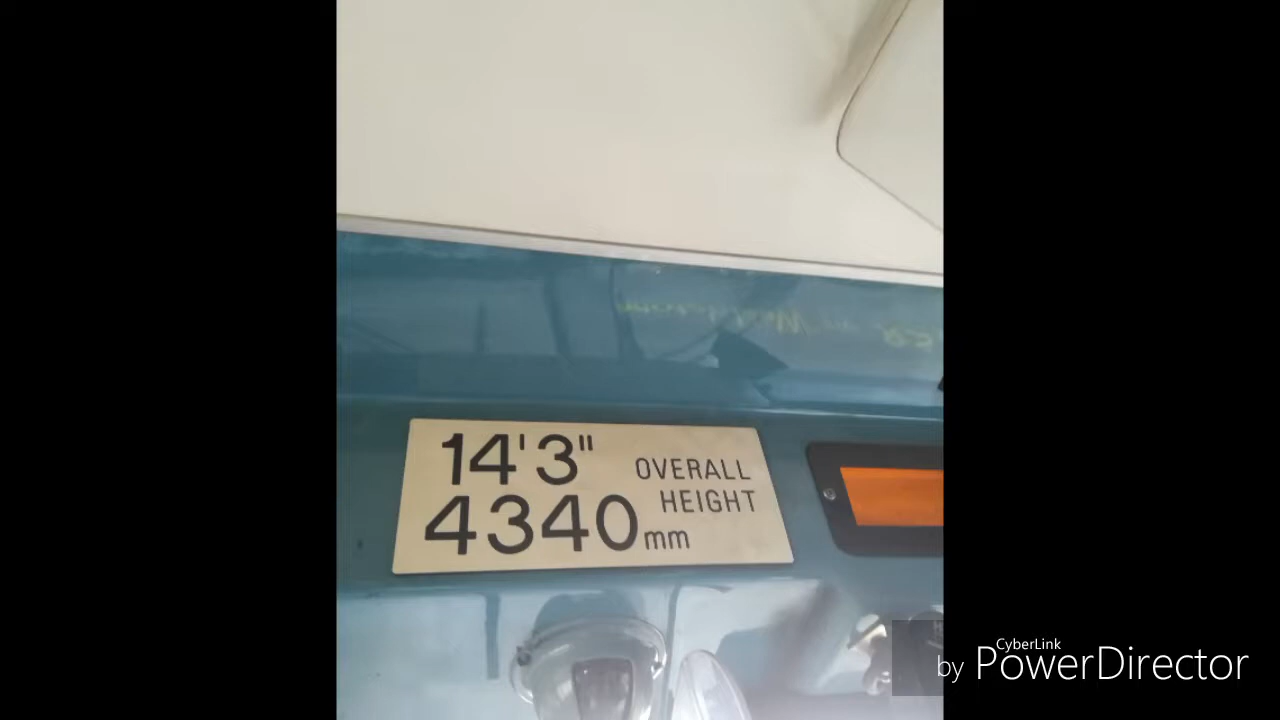 14'3"
OVERALL
HEIGHT
4340mm
CyberLink
by PowerDirector